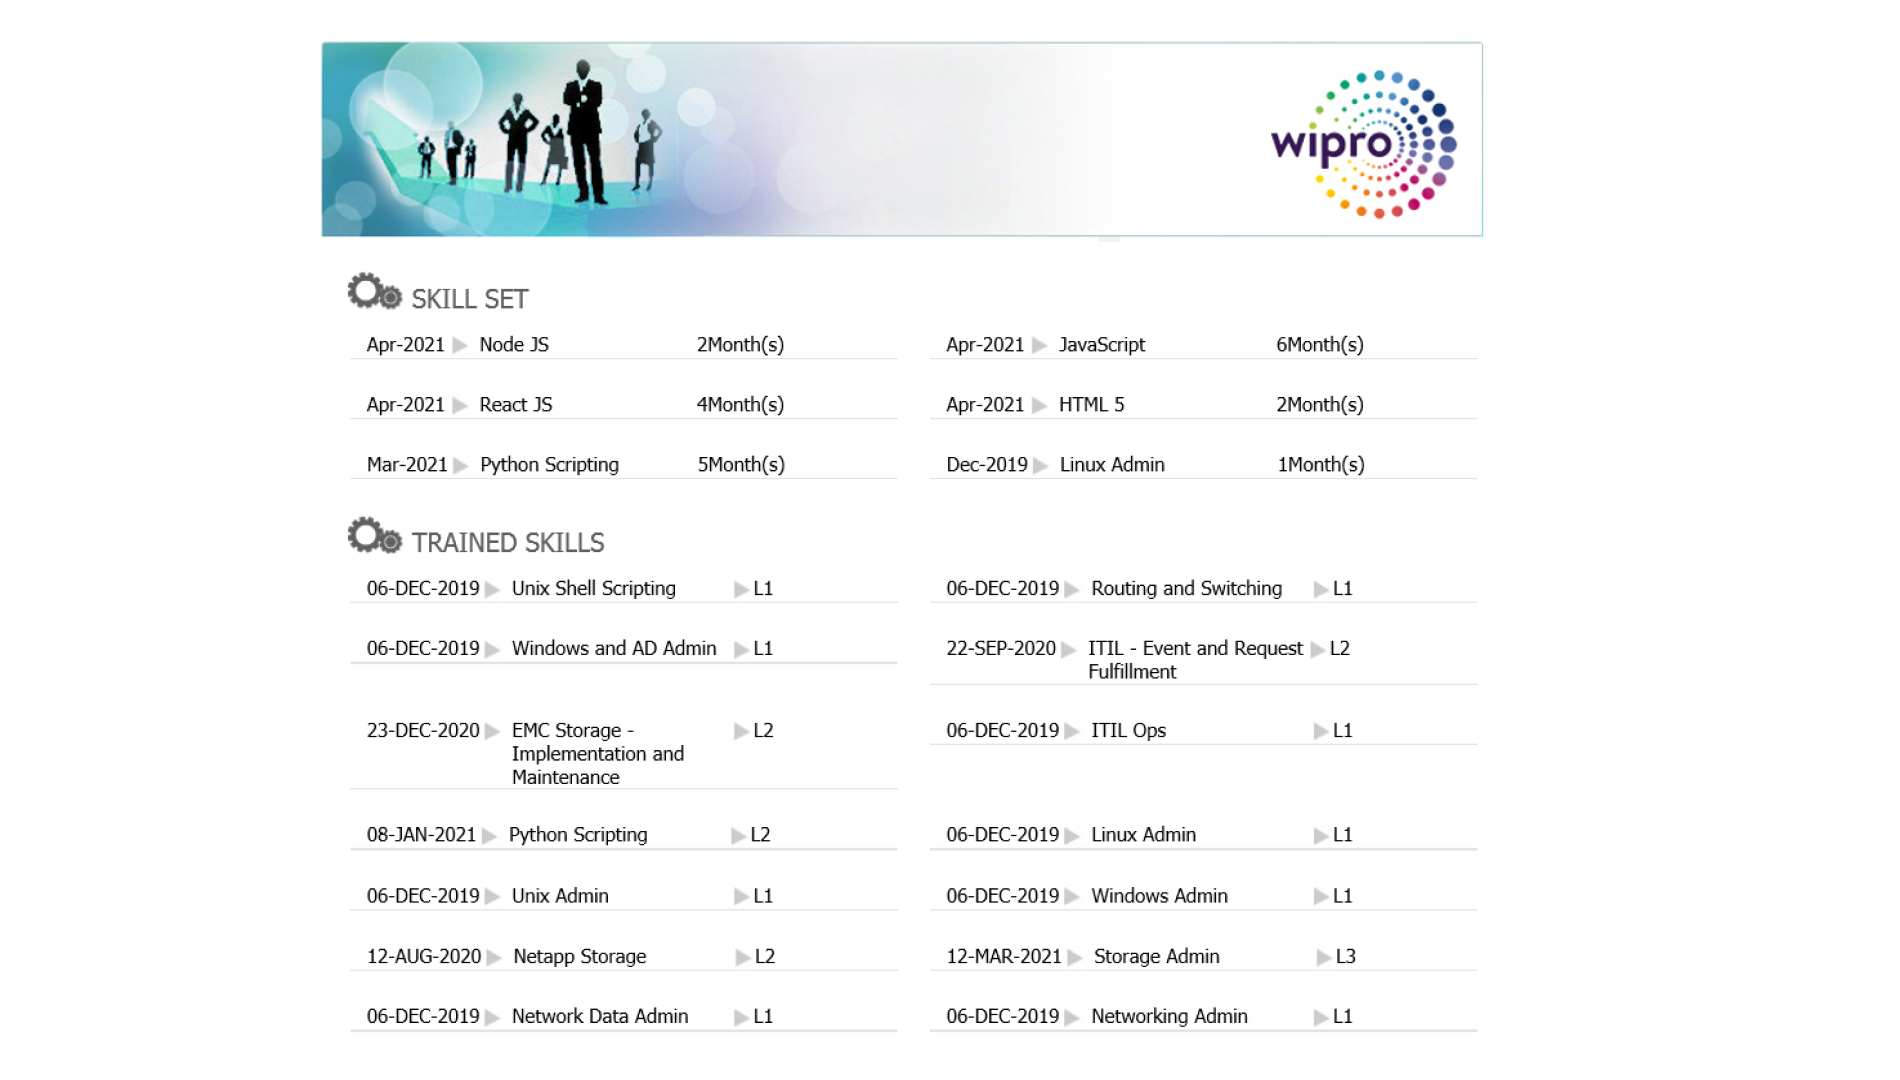 wipro
SKILL SET
Apr-2021 Node JS 2Month(s)
Apr-2021 JavaScript 6Month(s)
Apr-2021 React JS 4Month(s)
Apr-2021 HTML 5 2Month(s)
Mar-2021 Python Scripting 5Month(s)
Dec-2019 Linux Admin 1Month(s)
TRAINED SKILLS
06-DEC-2019 Unix Shell Scripting L1
06-DEC-2019 Routing and Switching L1
06-DEC-2019 Windows and AD Admin L1
22-SEP-2020 ITIL - Event and Request L2
Fulfillment
23-DEC-2020 EMC Storage - L2
Implementation and
Maintenance
06-DEC-2019 ITIL Ops L1
08-JAN-2021 Python Scripting L2
06-DEC-2019 Linux Admin L1
06-DEC-2019 Unix Admin L1
06-DEC-2019 Windows Admin L1
12-AUG-2020 Netapp Storage L2
12-MAR-2021 Storage Admin L3
06-DEC-2019 Network Data Admin L1
06-DEC-2019 Networking Admin L1